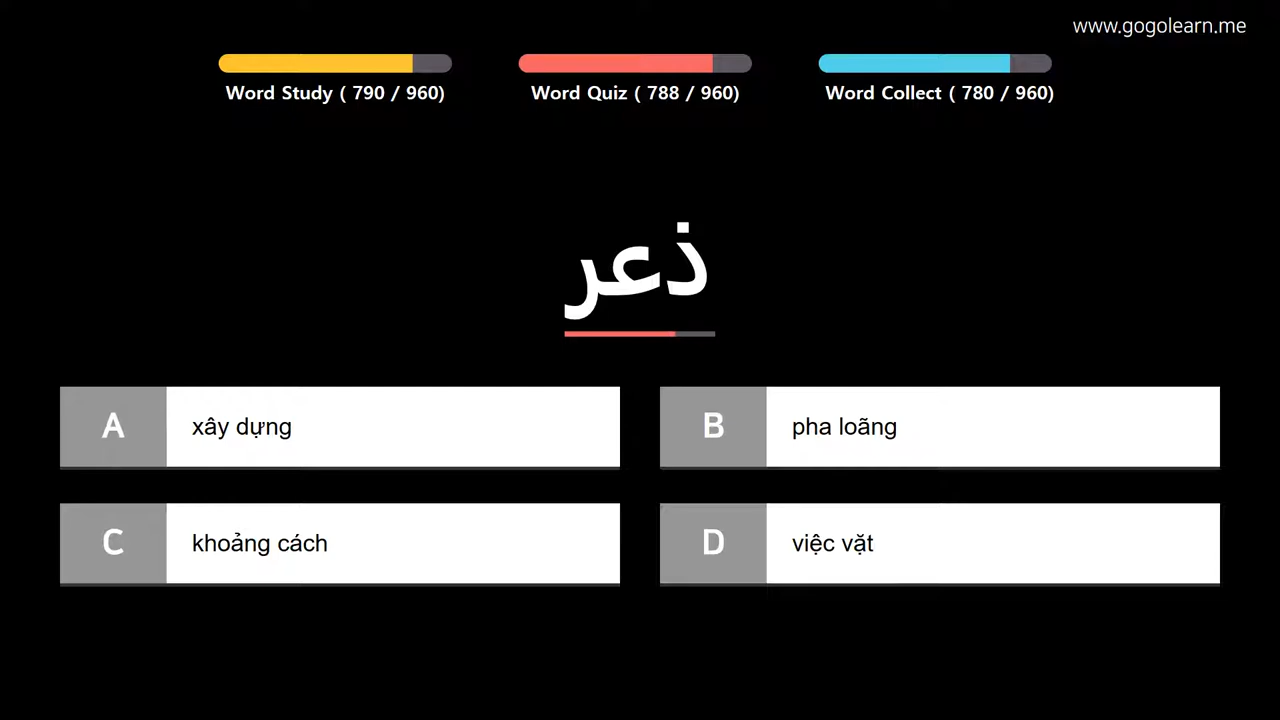 www.gogolearn.me
Word Study ( 790 / 960)
Word Quiz ( 788 / 960)
Word Collect ( 780 / 960)
ذعر
A xây dựng
B pha loãng
C khoảng cách
D việc vặt